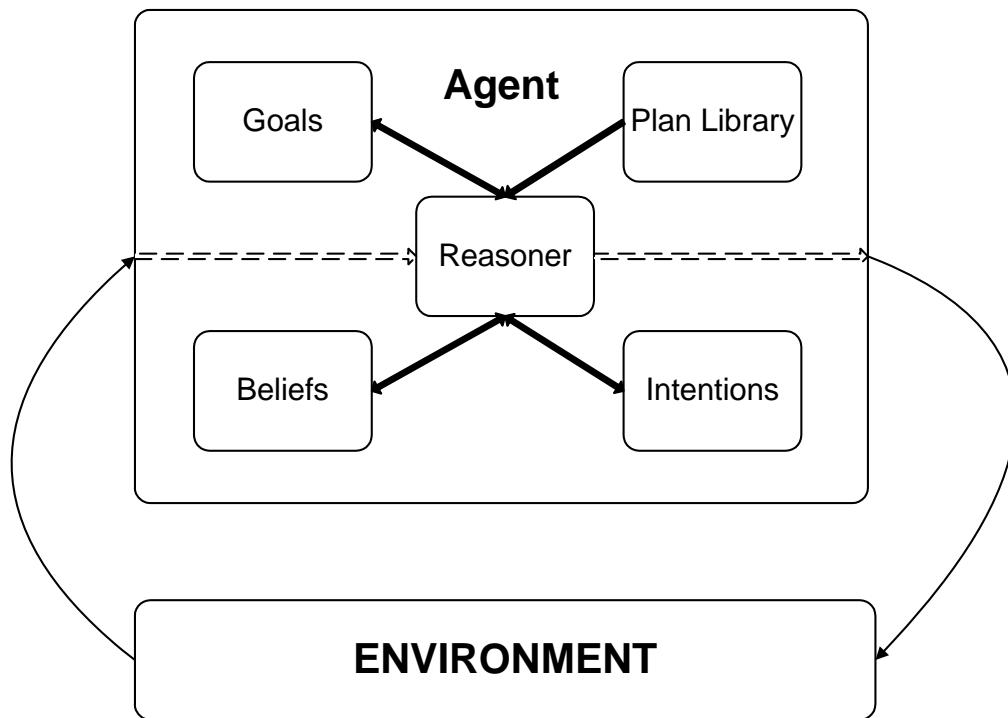 Agent
Goals
Plan Library
Reasoner
Beliefs
Intentions
ENVIRONMENT